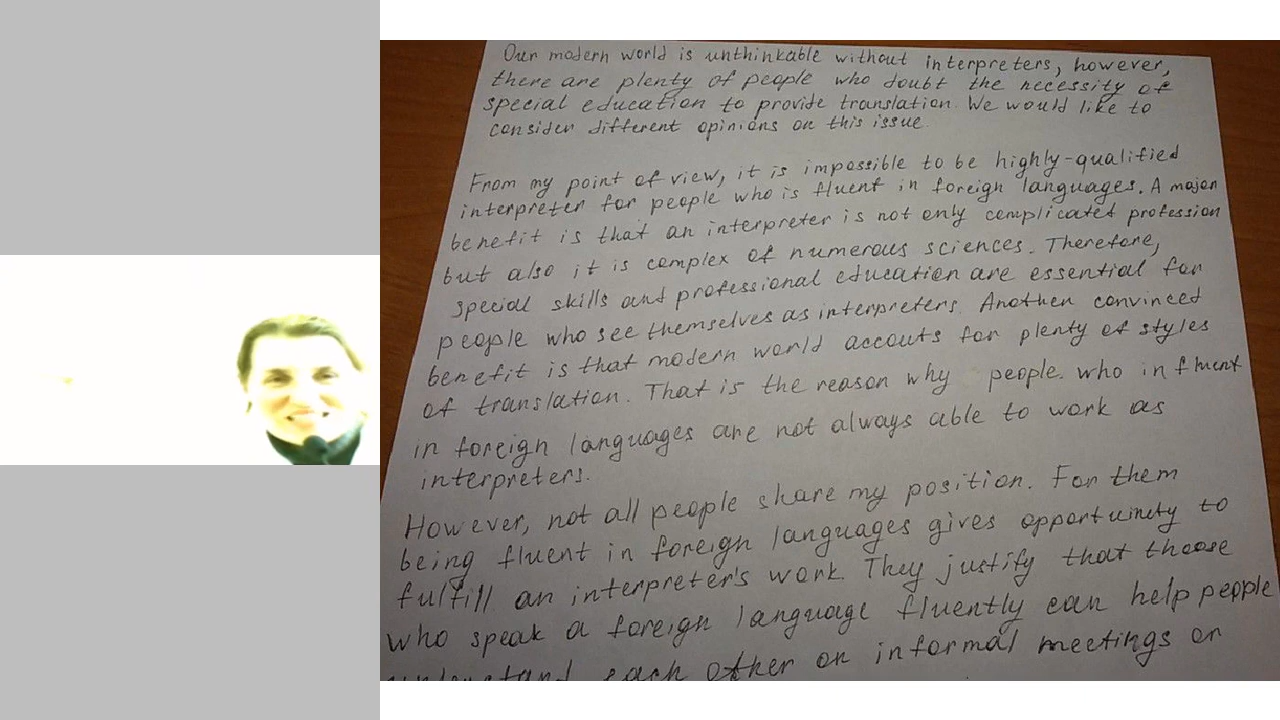 Our modern world is unthinkable without interpreters, however,
there are plenty of people who doubt the necessity of
special education to provide translation. We would like to
consider different opinions on this issue.
From my point of view, it is impossible to be highly-qualified
interpreter for people who is fluent in foreign languages. A major
benefit is that an interpreter is not only complicated profession
but also it is complex of numerous sciences. Therefore,
special skills and professional education are essential for
people who see themselves as interpreters. Another convinced
benefit is that modern world accouts for plenty of styles
of translation. That is the reason why people who in fluent
in foreign languages are not always able to work as
interpreters.
However, not all people share my position. For them
being fluent in foreign languages gives opportuinety to
fulfill an interpreter's work. They justify that thoose
who speak a foreign language fluently can help people
understand each other on informal meetings or